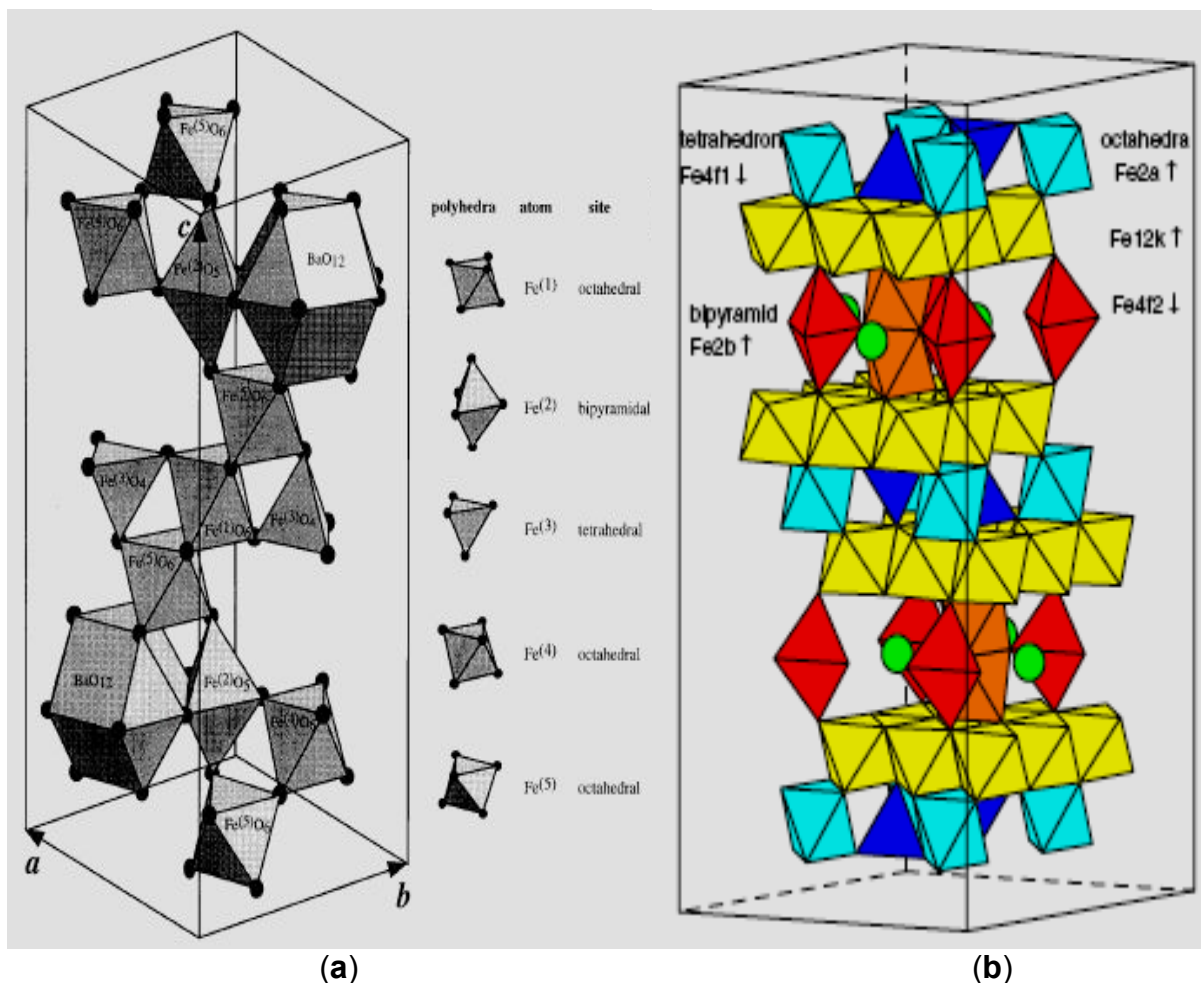 Fe(5)O6
BaO12
c
Fe(2)O5
Fe(3)O4
Fe(1)O6
Fe(3)O4
Fe(5)O6
BaO12
Fe(2)O5
a
b
polyhedra atom site
Fe(1) octahedral
Fe(2) bipyramidal
Fe(3) tetrahedral
Fe(4) octahedral
Fe(5) octahedral
(a)
tetrahedron
Fe4f1 ↓
octahedra
Fe2a ↑
Fe12k ↑
Fe4f2 ↓
bipyramid
Fe2b ↑
(b)